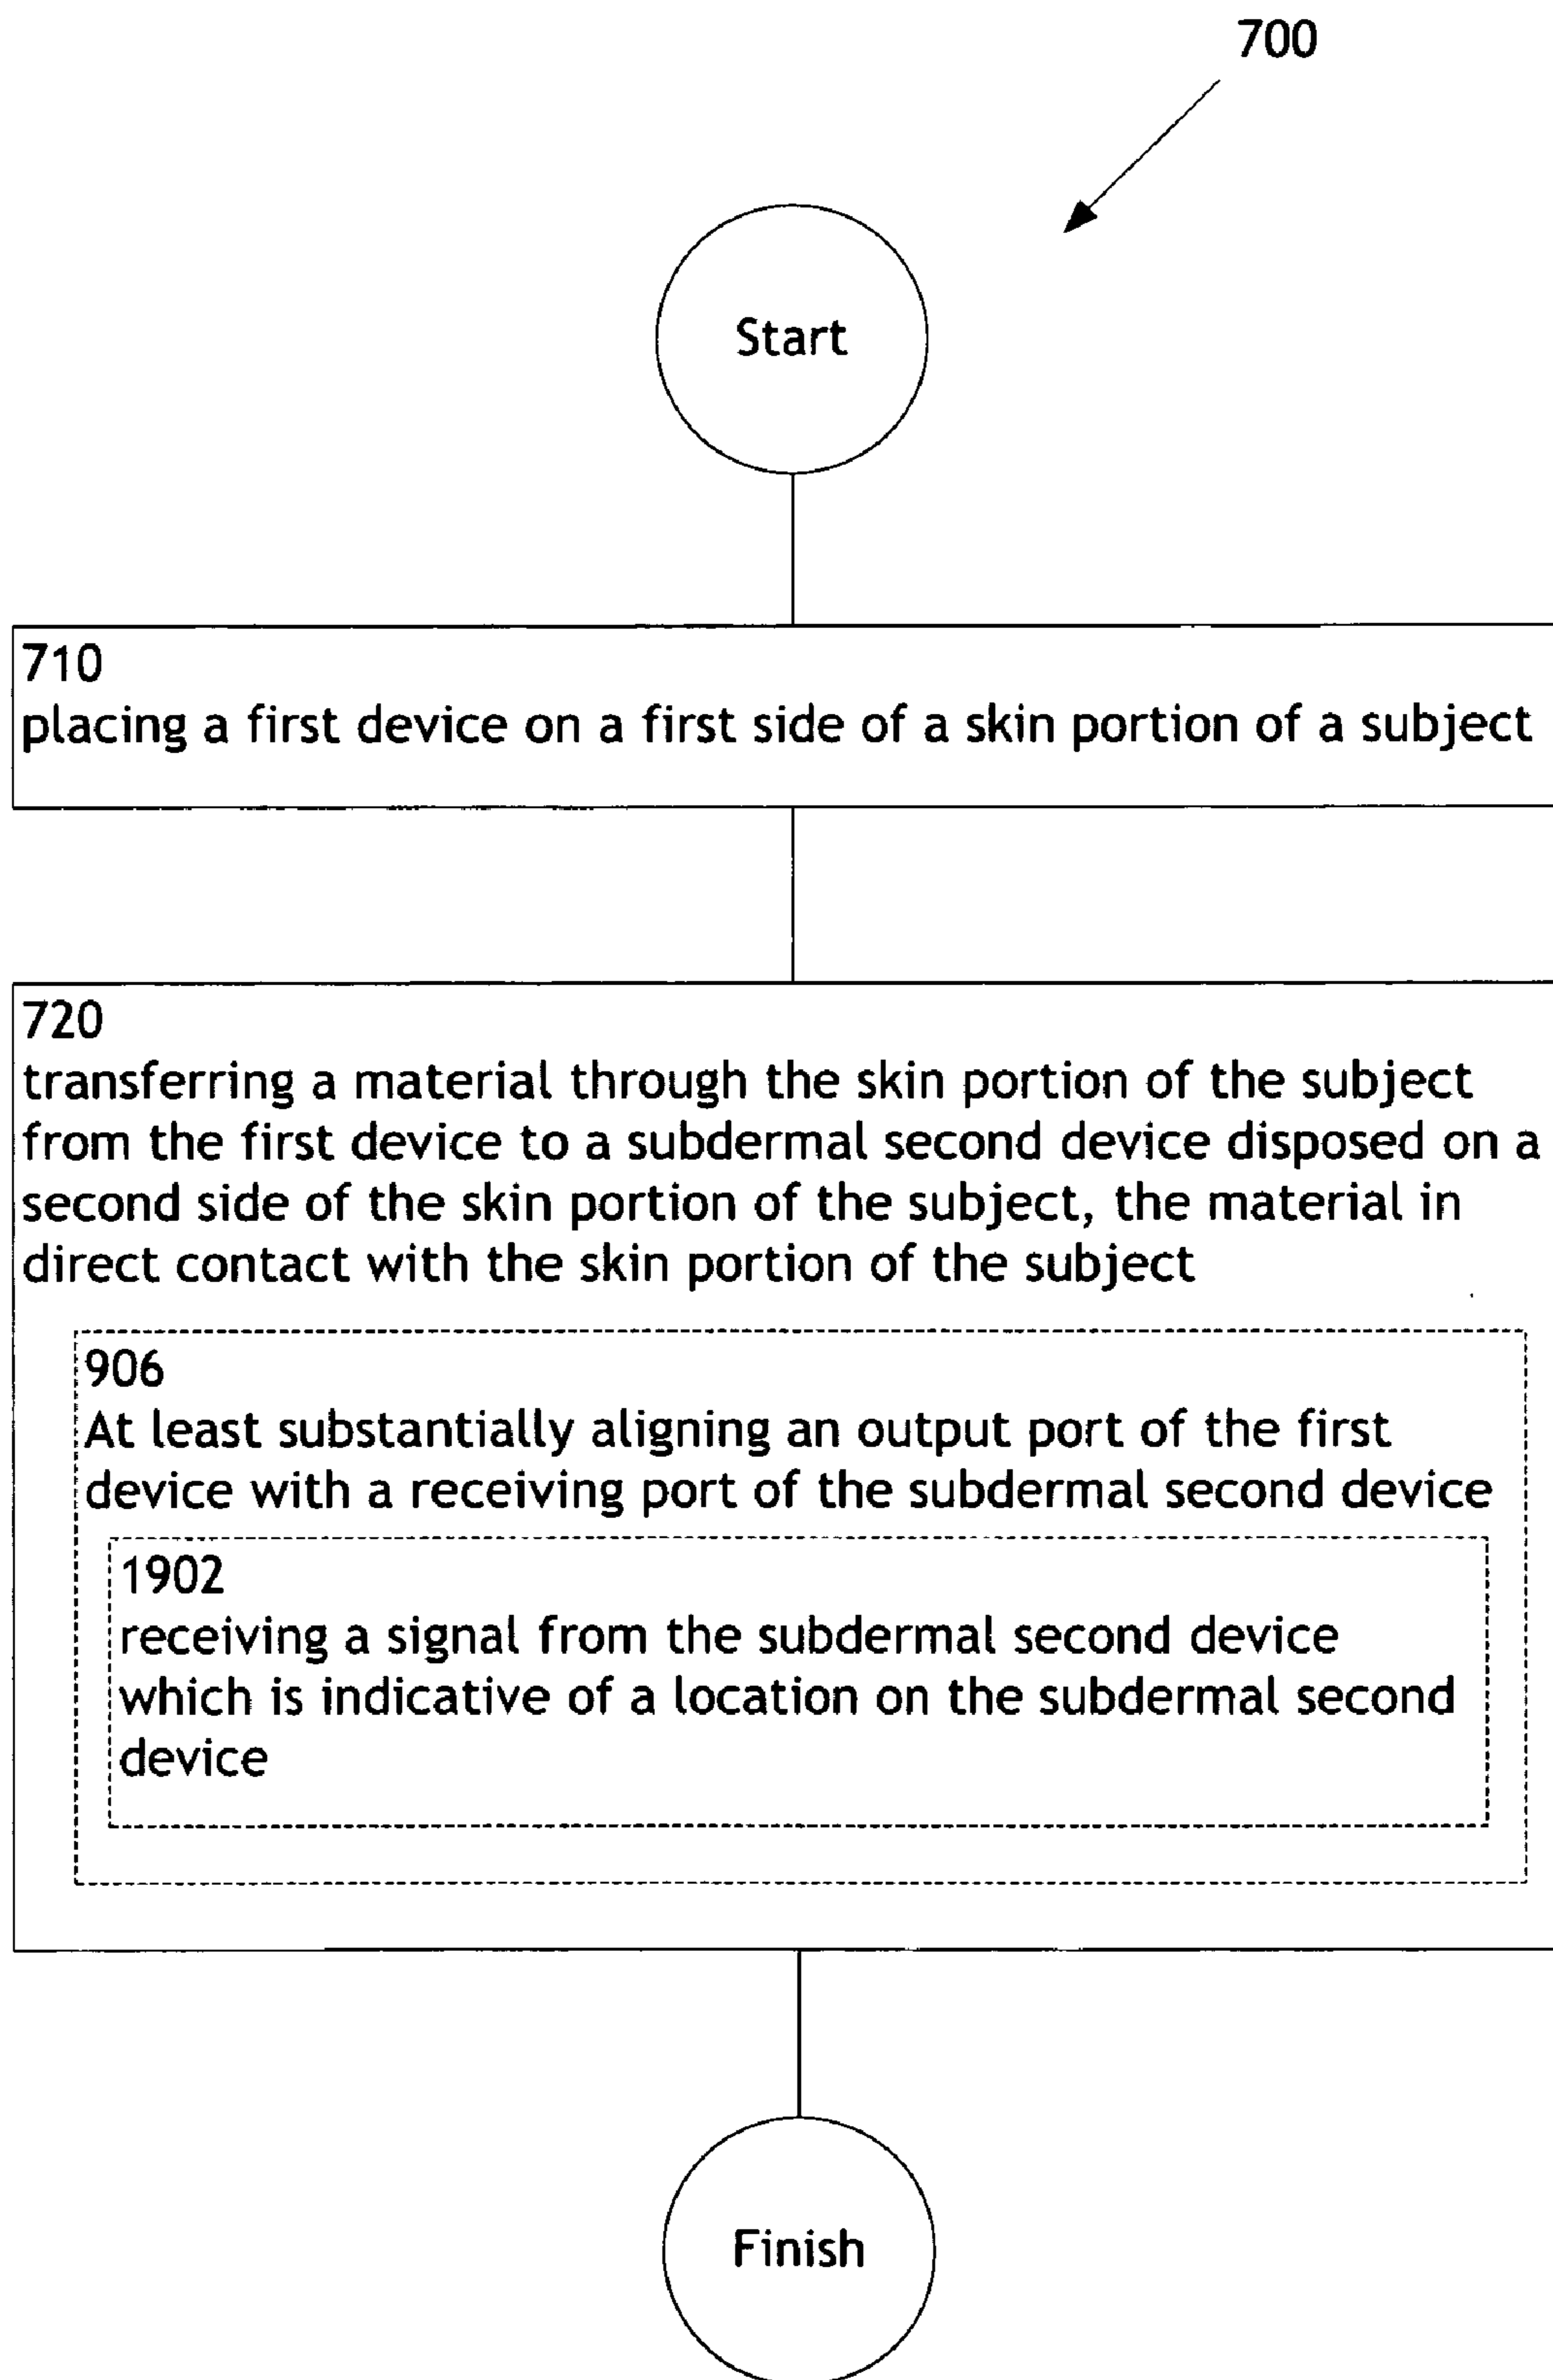 700
Start
710
placing a first device on a first side of a skin portion of a subject
720
transferring a material through the skin portion of the subject
from the first device to a subdermal second device disposed on a
second side of the skin portion of the subject, the material in
direct contact with the skin portion of the subject
906
At least substantially aligning an output port of the first
device with a receiving port of the subdermal second device
1902
receiving a signal from the subdermal second device
which is indicative of a location on the subdermal second
device
Finish